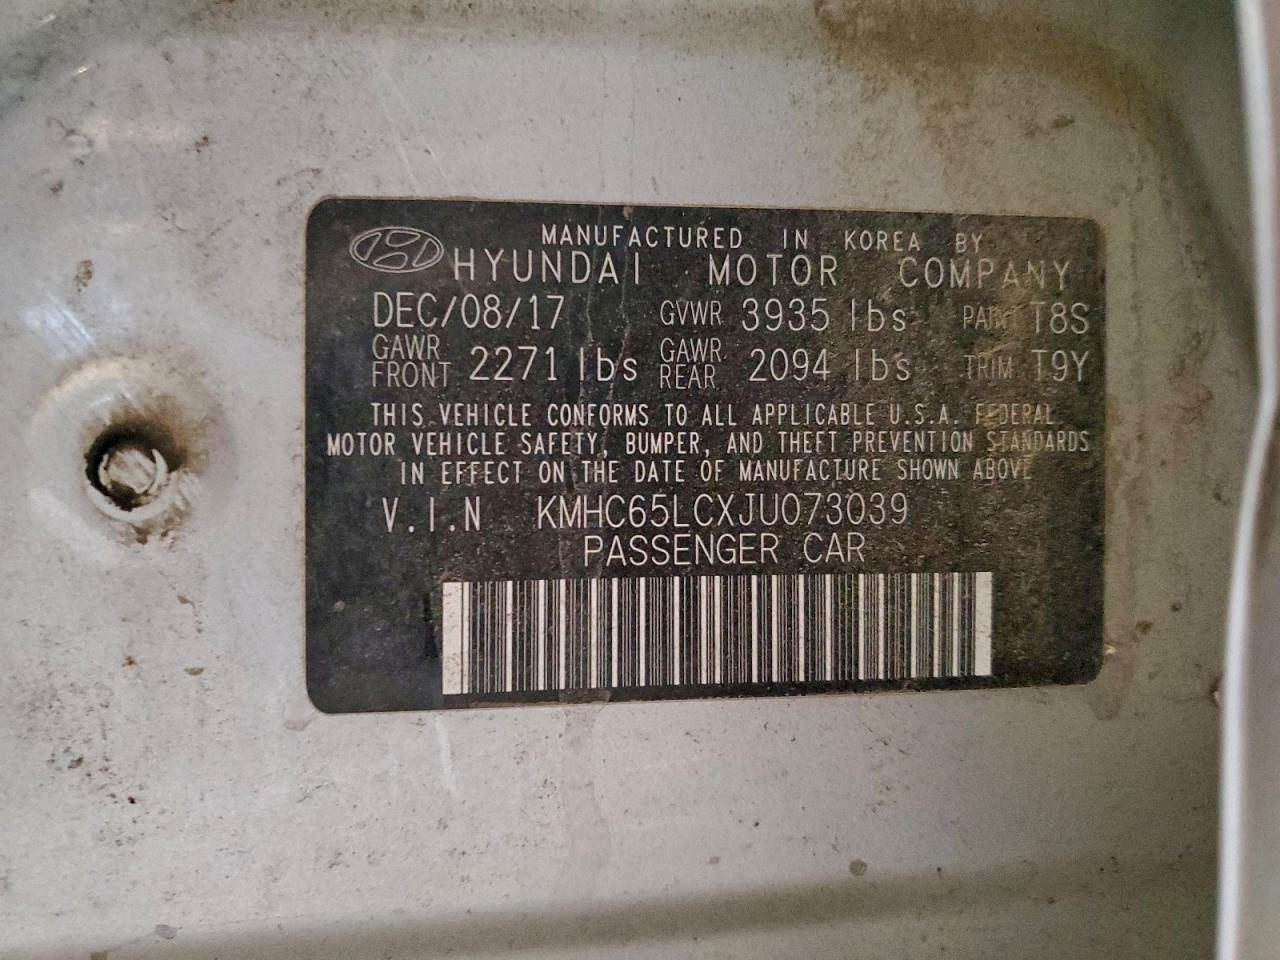 MANUFACTURED IN KOREA BY
HYUNDAI MOTOR COMPANY
DEC/08/17 GVWR 3935 lbs PAINT T8S
GAWR FRONT 2271 lbs GAWR REAR 2094 lbs TRIM T9Y
THIS VEHICLE CONFORMS TO ALL APPLICABLE U.S.A. FEDERAL
MOTOR VEHICLE SAFETY, BUMPER, AND THEFT PREVENTION STANDARDS
IN EFFECT ON THE DATE OF MANUFACTURE SHOWN ABOVE
V.I.N KMHC65LCXJU073039
PASSENGER CAR